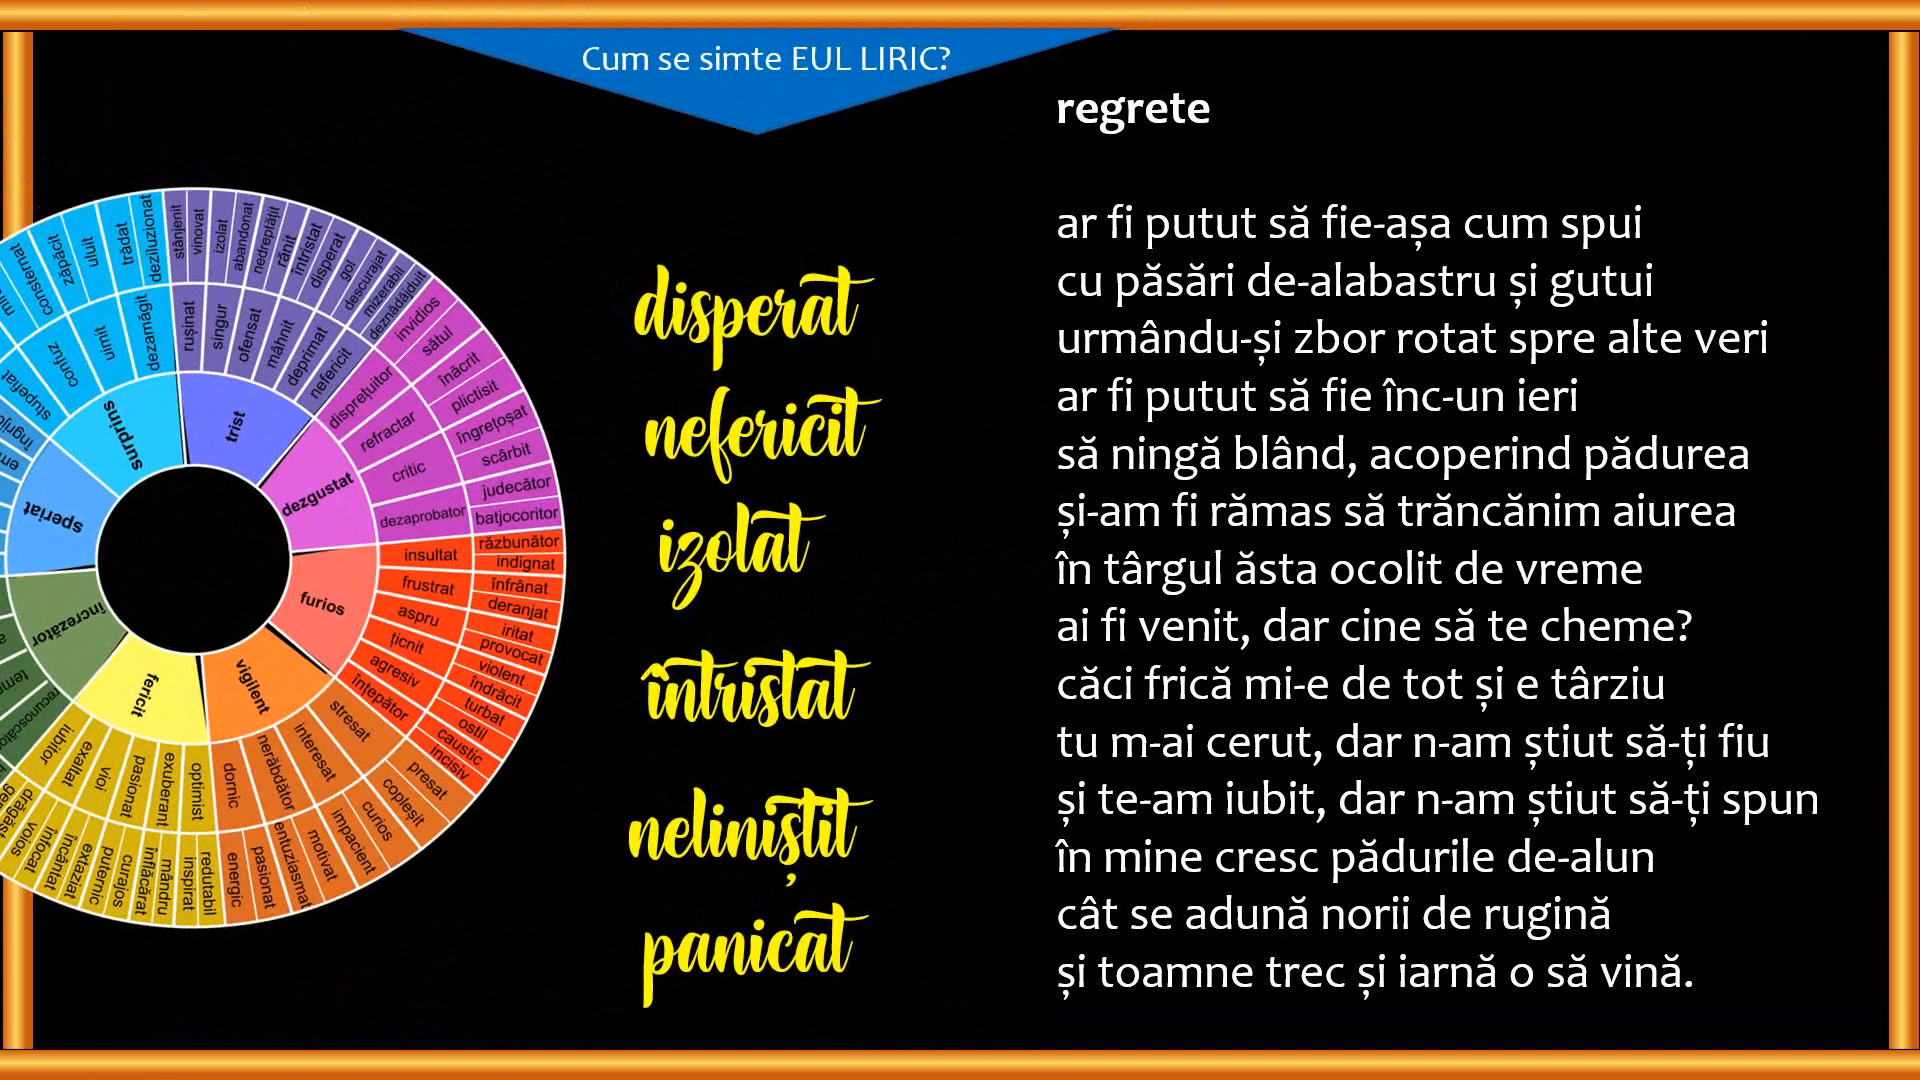 Cum se simte EUL LIRIC?
regrete
ar fi putut să fie-așa cum spui
cu păsări de-alabastru și gutui
urmându-și zbor rotat spre alte veri
ar fi putut să fie înc-un ieri
să ningă blând, acoperind pădurea
și-am fi rămas să trăncănim aiurea
în târgul ăsta ocolit de vreme
ai fi venit, dar cine să te cheme?
căci frică mi-e de tot și e târziu
tu m-ai cerut, dar n-am știut să-ți fiu
și te-am iubit, dar n-am știut să-ți spun
în mine cresc pădurile de-alun
cât se adună norii de rugină
și toamne trec și iarnă o să vină.
disperat
nefericit
izolat
întristat
neliniștit
panicat
trist
dezgustat
furios
vigilent
fericit
încrezător
speriat
surprins
stupefiat
confuz
uimit
dezamăgit
rușinat
singur
ofensat
mâhnit
deprimat
nefericit
disprețuitor
refractar
critic
dezaprobator
insultat
frustrat
aspru
țicnit
agresiv
înțepător
stresat
interesat
nerăbdător
dornic
optimist
exuberant
pasionat
vioi
exaltat
iubitor
consternat
zăpăcit
uluit
trădat
deziluzionat
stânjenit
vinovat
izolat
abandonat
nedreptățit
rănit
întristat
disperat
gol
descurajat
mizerabil
deznădăjduit
invidios
sătul
înăcrit
plictisit
îngrețoșat
scârbit
judecător
batjocoritor
răzbunător
indignat
înfrânat
deranjat
iritat
provocat
violent
îndrăcit
turbat
ostil
caustic
incisiv
presat
copleșit
curios
impacient
motivat
entuziasmat
pasionat
energic
redutabil
inspirat
mândru
înflăcărat
curajos
puternic
extaziat
încântat
înfocat
voios